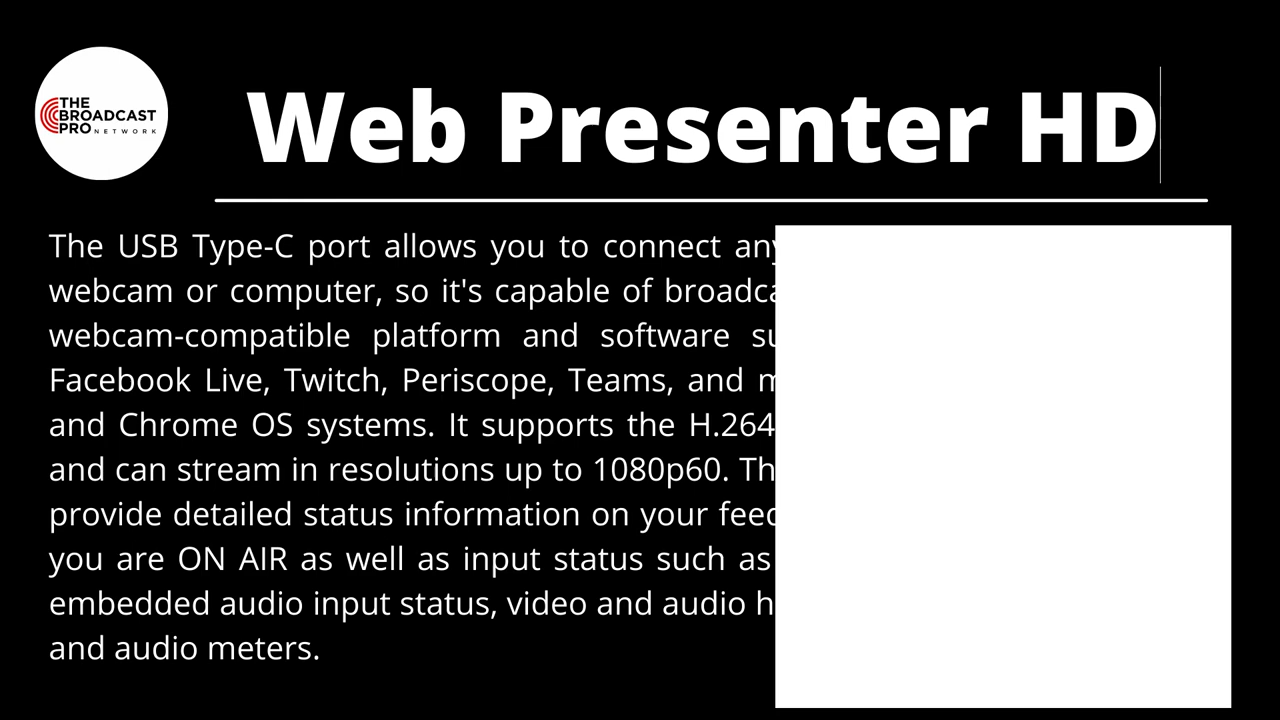 THE
BROADCAST
PRO NETWORK
Web Presenter HD
The USB Type-C port allows you to connect any
webcam or computer, so it's capable of
webcam-compatible platform and software
Facebook Live, Twitch, Periscope, Teams, and
and Chrome OS systems. It supports the H.264
and can stream in resolutions up to 1080p60.
provide detailed status information on your
you are ON AIR as well as input status such as
embedded audio input status, video and audio
and audio meters.